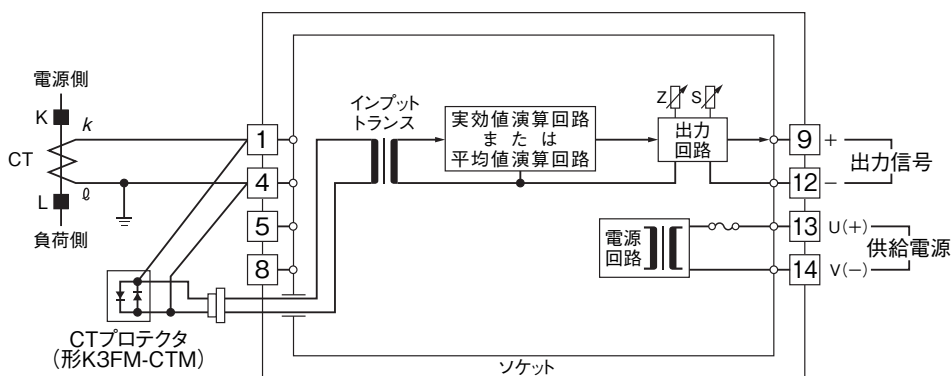 電源側
K
k
CT
ℓ
L
負荷側
CTプロテクタ
(形K3FM-CTM)
1
4
5
8
インプット
トランス
実効値演算回路
または
平均値演算回路
Z
S
出力
回路
電源
回路
9
+
12
−
出力信号
13
U(+)
14
V(−)
供給電源
ソケット